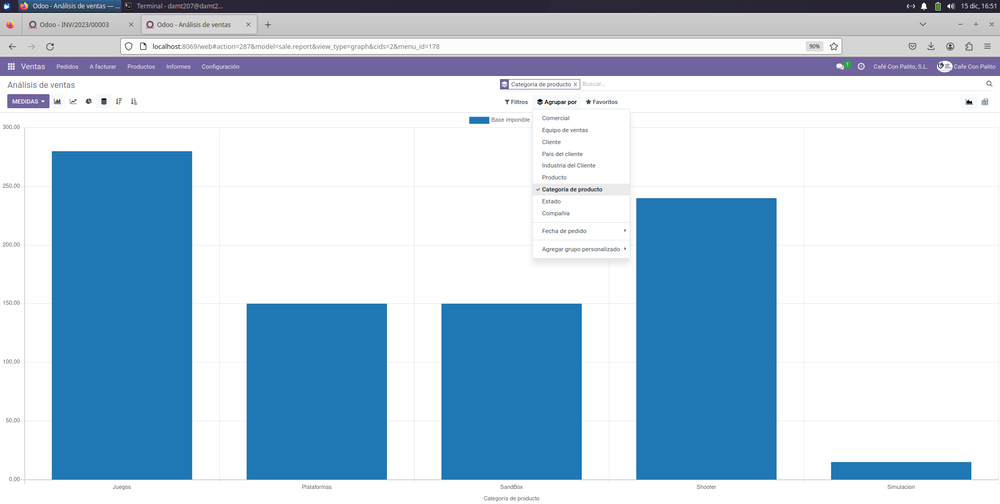 Odoo - Análisis de ventas — ...
Terminal - damt207@damt2...
15 dic, 16:51
Odoo - INV/2023/00003
Odoo - Análisis de ventas
localhost:8069/web#action=287&model=sale.report&view_type=graph&cids=2&menu_id=178
90%
Ventas
Pedidos
A facturar
Productos
Informes
Configuración
1
Café Con Palito, S.L.
Cafe Con Palito
Análisis de ventas
Categoría de producto
Buscar...
MEDIDAS
Filtros
Agrupar por
Favoritos
Base imponible
Comercial
Equipo de ventas
Cliente
País del cliente
Industria del Cliente
Producto
Categoría de producto
Estado
Compañía
Fecha de pedido
Agregar grupo personalizado
300,00
250,00
200,00
150,00
100,00
50,00
0,00
Juegos
Plataformas
SandBox
Shooter
Simulacion
Categoría de producto